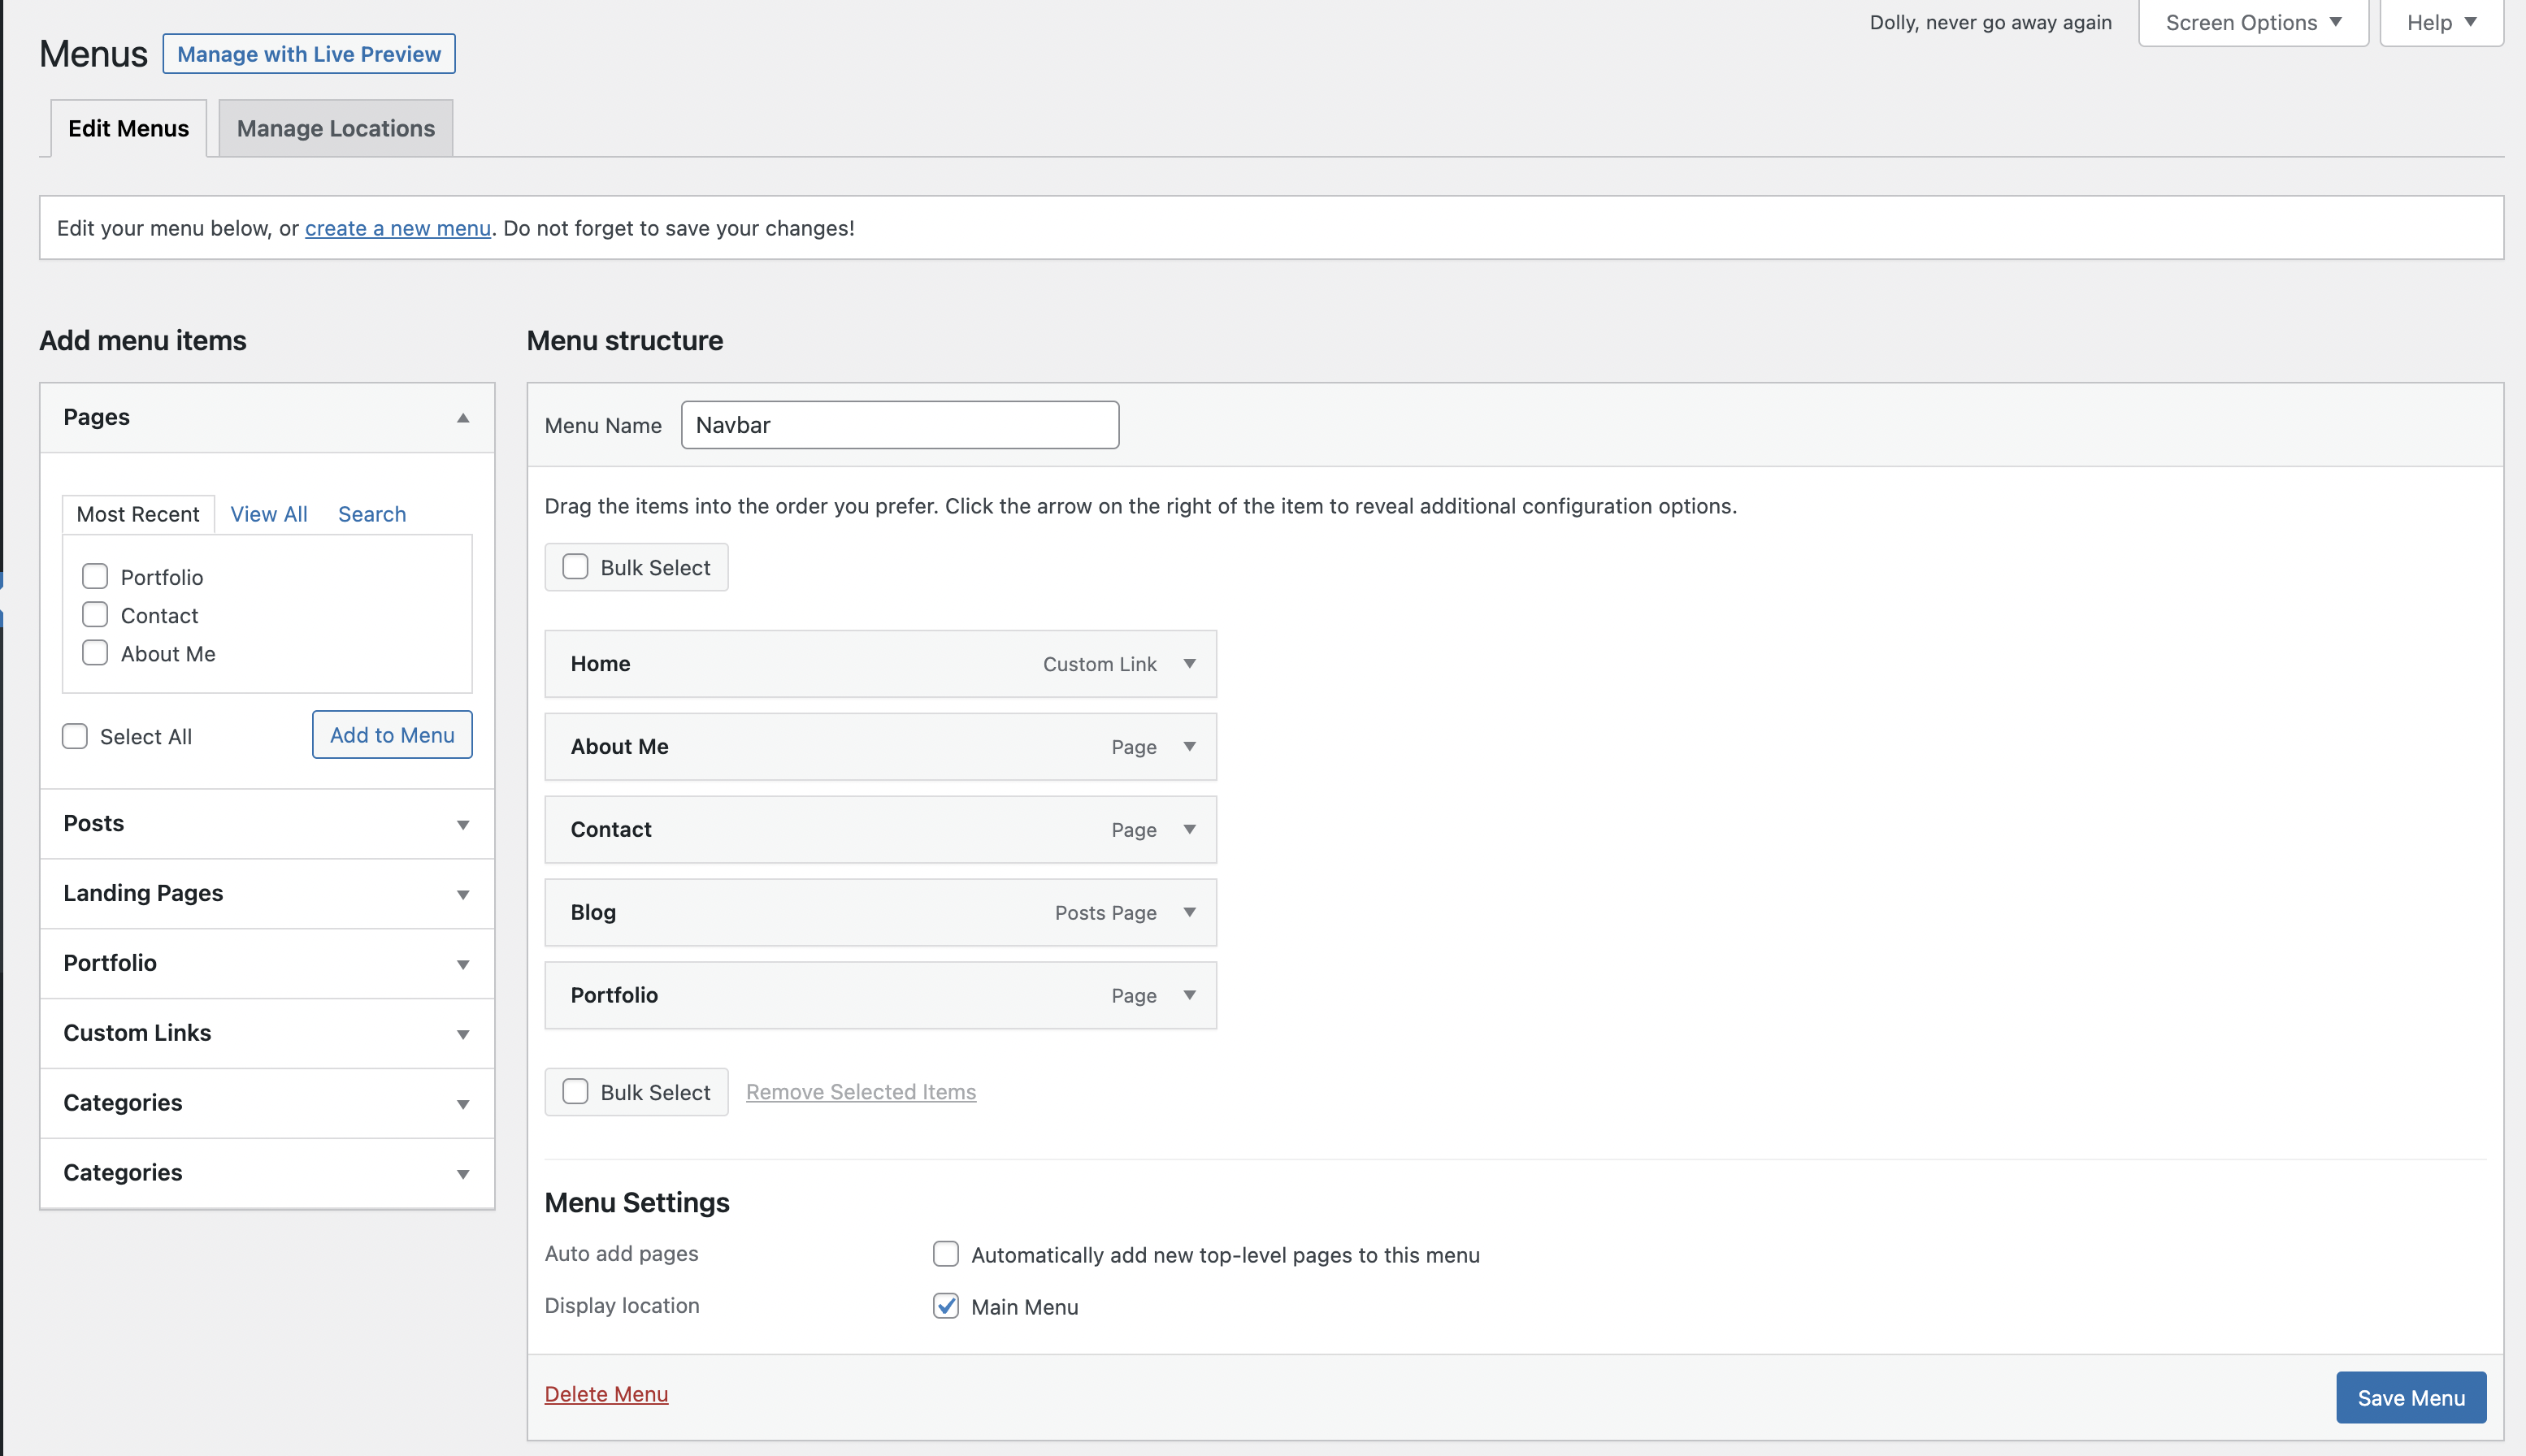 Dolly, never go away again
Screen Options
Help
Menus
Manage with Live Preview
Edit Menus
Manage Locations
Edit your menu below, or create a new menu. Do not forget to save your changes!
Add menu items
Pages
Most Recent
View All
Search
Portfolio
Contact
About Me
Select All
Add to Menu
Posts
Landing Pages
Portfolio
Custom Links
Categories
Categories
Menu structure
Menu Name
Navbar
Drag the items into the order you prefer. Click the arrow on the right of the item to reveal additional configuration options.
Bulk Select
Home Custom Link
About Me Page
Contact Page
Blog Posts Page
Portfolio Page
Bulk Select Remove Selected Items
Menu Settings
Auto add pages Automatically add new top-level pages to this menu
Display location Main Menu
Delete Menu
Save Menu